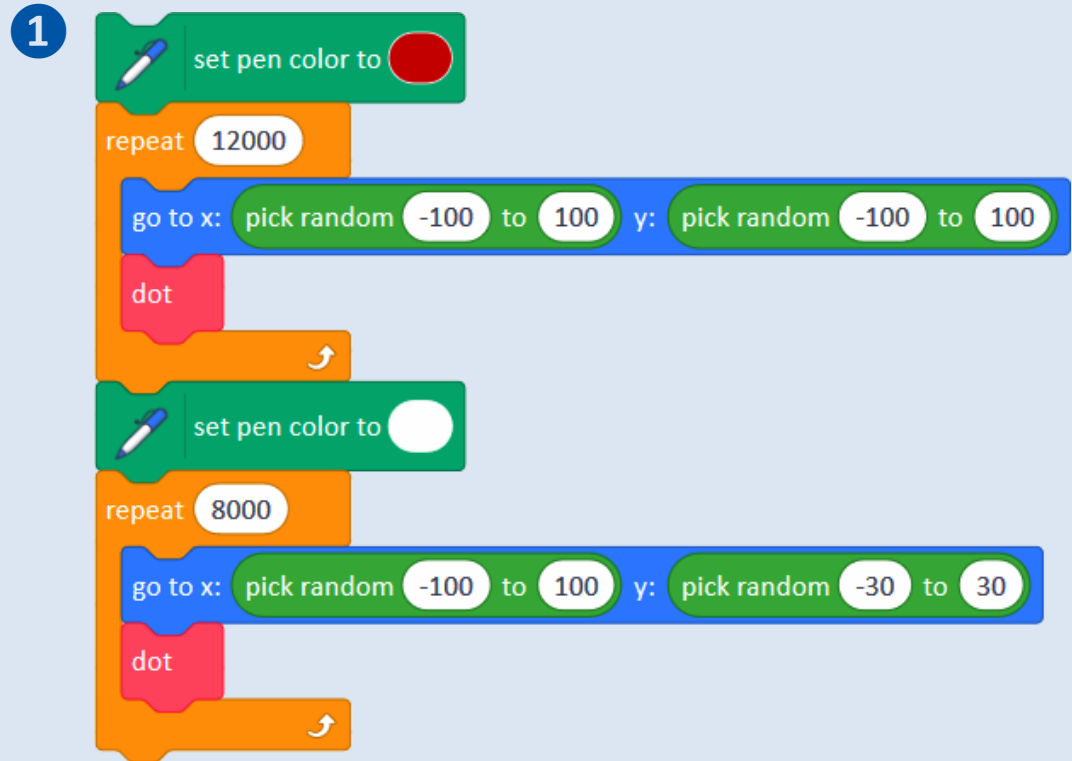 1
set pen color to
repeat 12000
go to x: pick random -100 to 100 y: pick random -100 to 100
dot
set pen color to
repeat 8000
go to x: pick random -100 to 100 y: pick random -30 to 30
dot